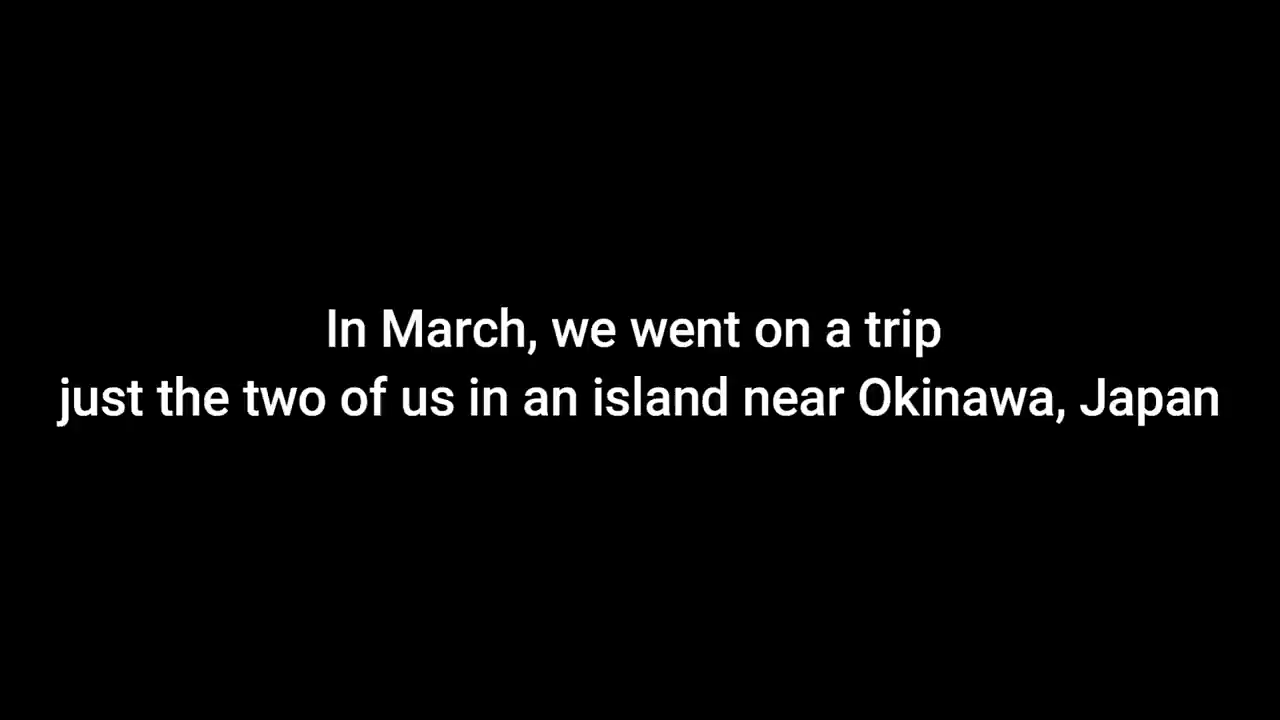 In March, we went on a trip
just the two of us in an island near Okinawa, Japan